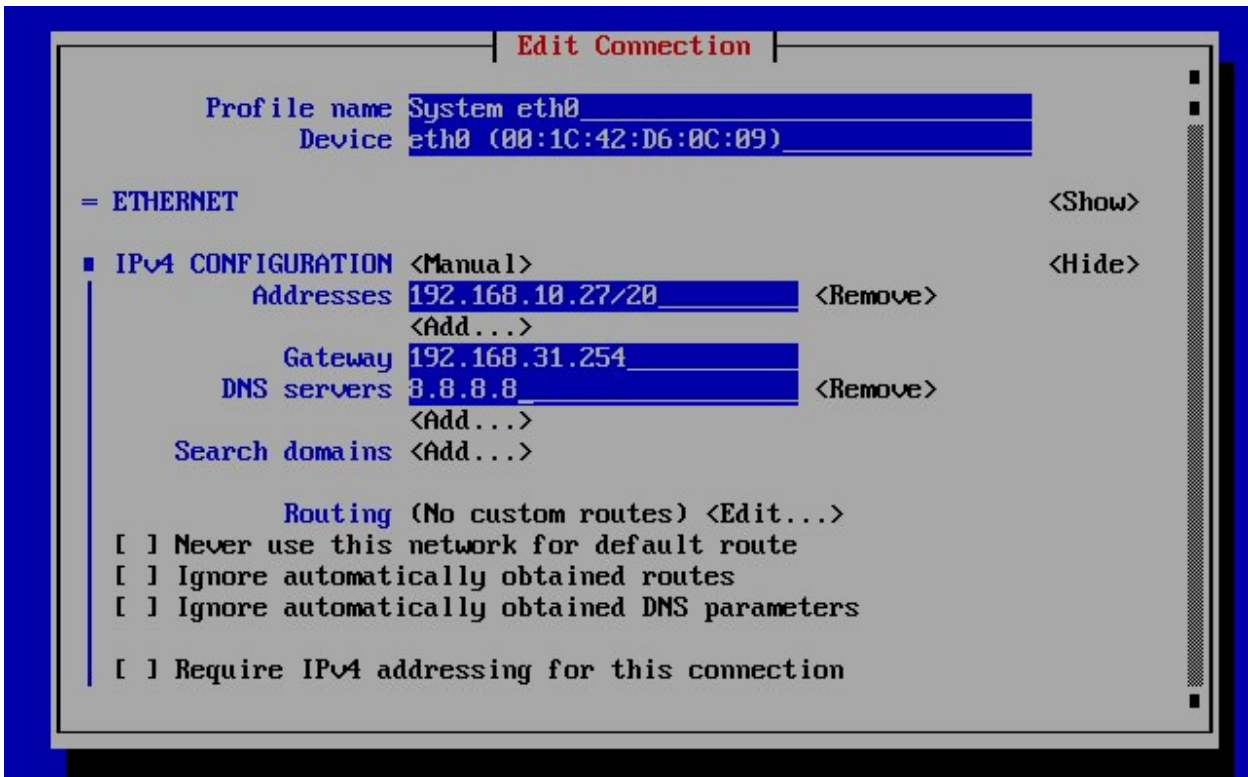 Edit Connection
Profile name System eth0
Device eth0 (00:1C:42:D6:0C:09)
= ETHERNET <Show>
IPv4 CONFIGURATION <Manual> <Hide>
Addresses 192.168.10.27/20 <Remove>
<Add...>
Gateway 192.168.31.254
DNS servers 8.8.8.8 <Remove>
<Add...>
Search domains <Add...>
Routing (No custom routes) <Edit...>
[ ] Never use this network for default route
[ ] Ignore automatically obtained routes
[ ] Ignore automatically obtained DNS parameters
[ ] Require IPv4 addressing for this connection